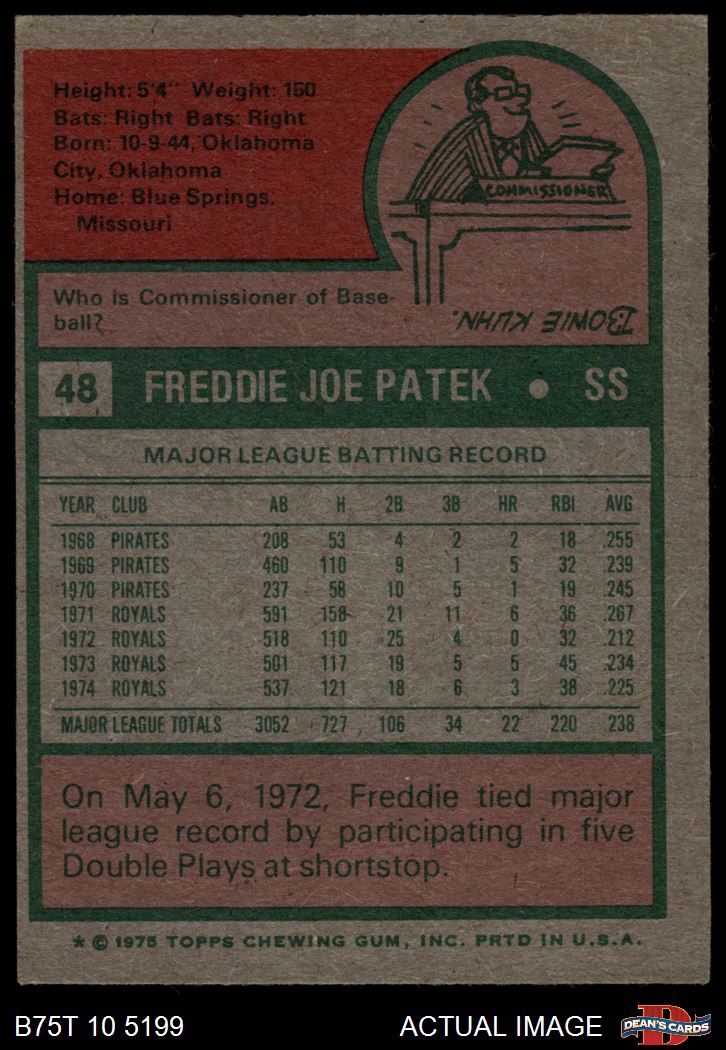 Height: 5'4" Weight: 150
Bats: Right Bats: Right
Born: 10-9-44, Oklahoma
City, Oklahoma
Home: Blue Springs,
Missouri
COMMISSIONER
Who Is Commissioner of Base-
ball?
BOWIE KUHN.
48 FREDDIE JOE PATEK • SS
MAJOR LEAGUE BATTING RECORD
YEAR CLUB AB H 2B 3B HR RBI AVG
1968 PIRATES 208 53 4 2 2 18 .255
1969 PIRATES 460 110 9 1 5 32 .239
1970 PIRATES 237 58 10 5 1 19 .245
1971 ROYALS 591 158 21 11 6 36 .267
1972 ROYALS 518 110 25 4 0 32 .212
1973 ROYALS 501 117 19 5 5 45 .234
1974 ROYALS 537 121 18 6 3 38 .225
MAJOR LEAGUE TOTALS 3052 727 106 34 22 220 .238
On May 6, 1972, Freddie tied major
league record by participating in five
Double Plays at shortstop.
* © 1975 TOPPS CHEWING GUM, INC. PRTD IN U.S.A.
B75T 10 5199 ACTUAL IMAGE
D
DEAN'S CARDS